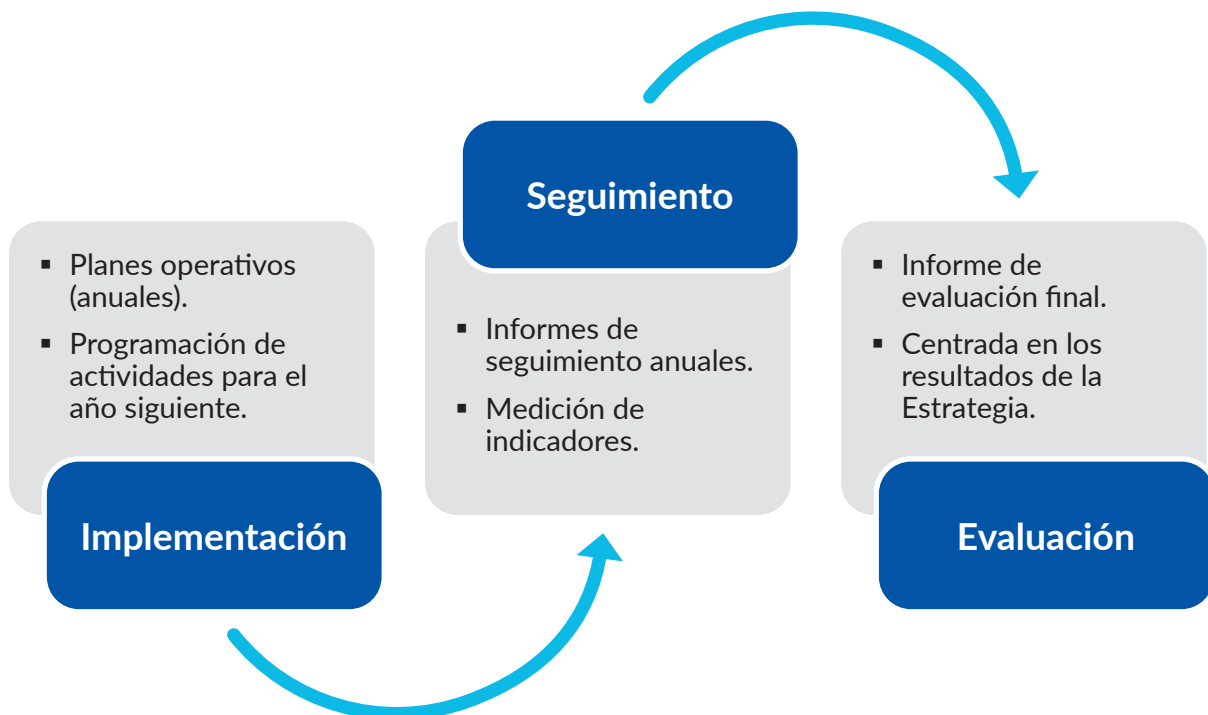 ▪ Planes operativos
(anuales).
▪ Programación de
actividades para el
año siguiente.
Implementación
Seguimiento
▪ Informes de
seguimiento anuales.
▪ Medición de
indicadores.
▪ Informe de
evaluación final.
▪ Centrada en los
resultados de la
Estrategia.
Evaluación